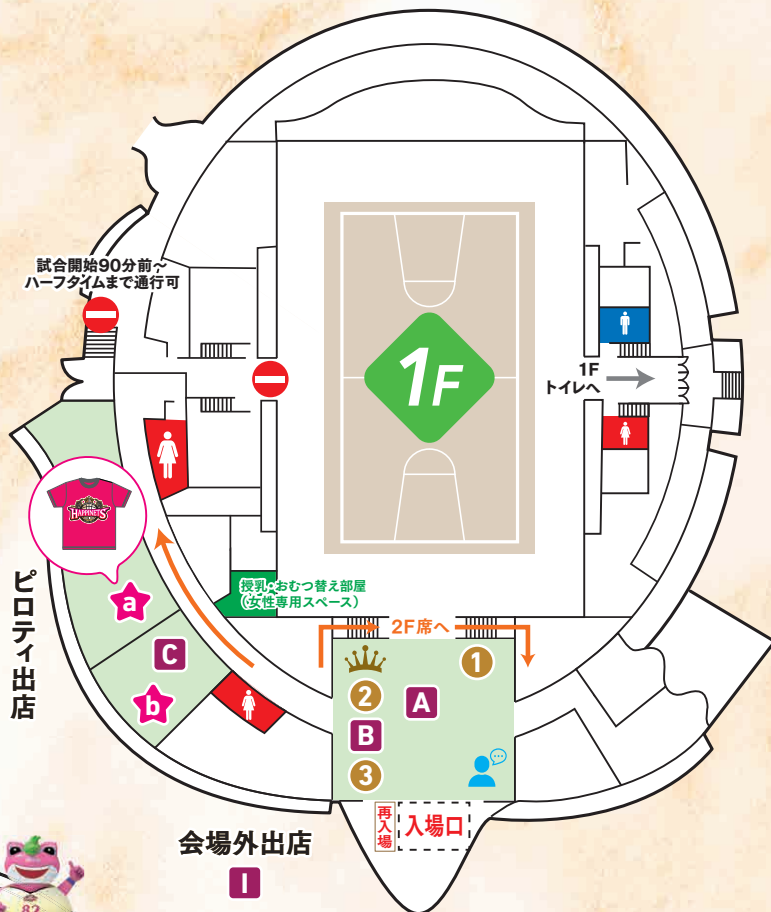 試合開始90分前～
ハーフタイムまで通行可
1F
1F
トイレへ
HAPPINETS
ピロティ出店
a
授乳・おむつ替え部屋
（女性専用スペース）
2F席へ
C
b
1
2
A
B
3
再入場
入場口
会場外出店
I
82